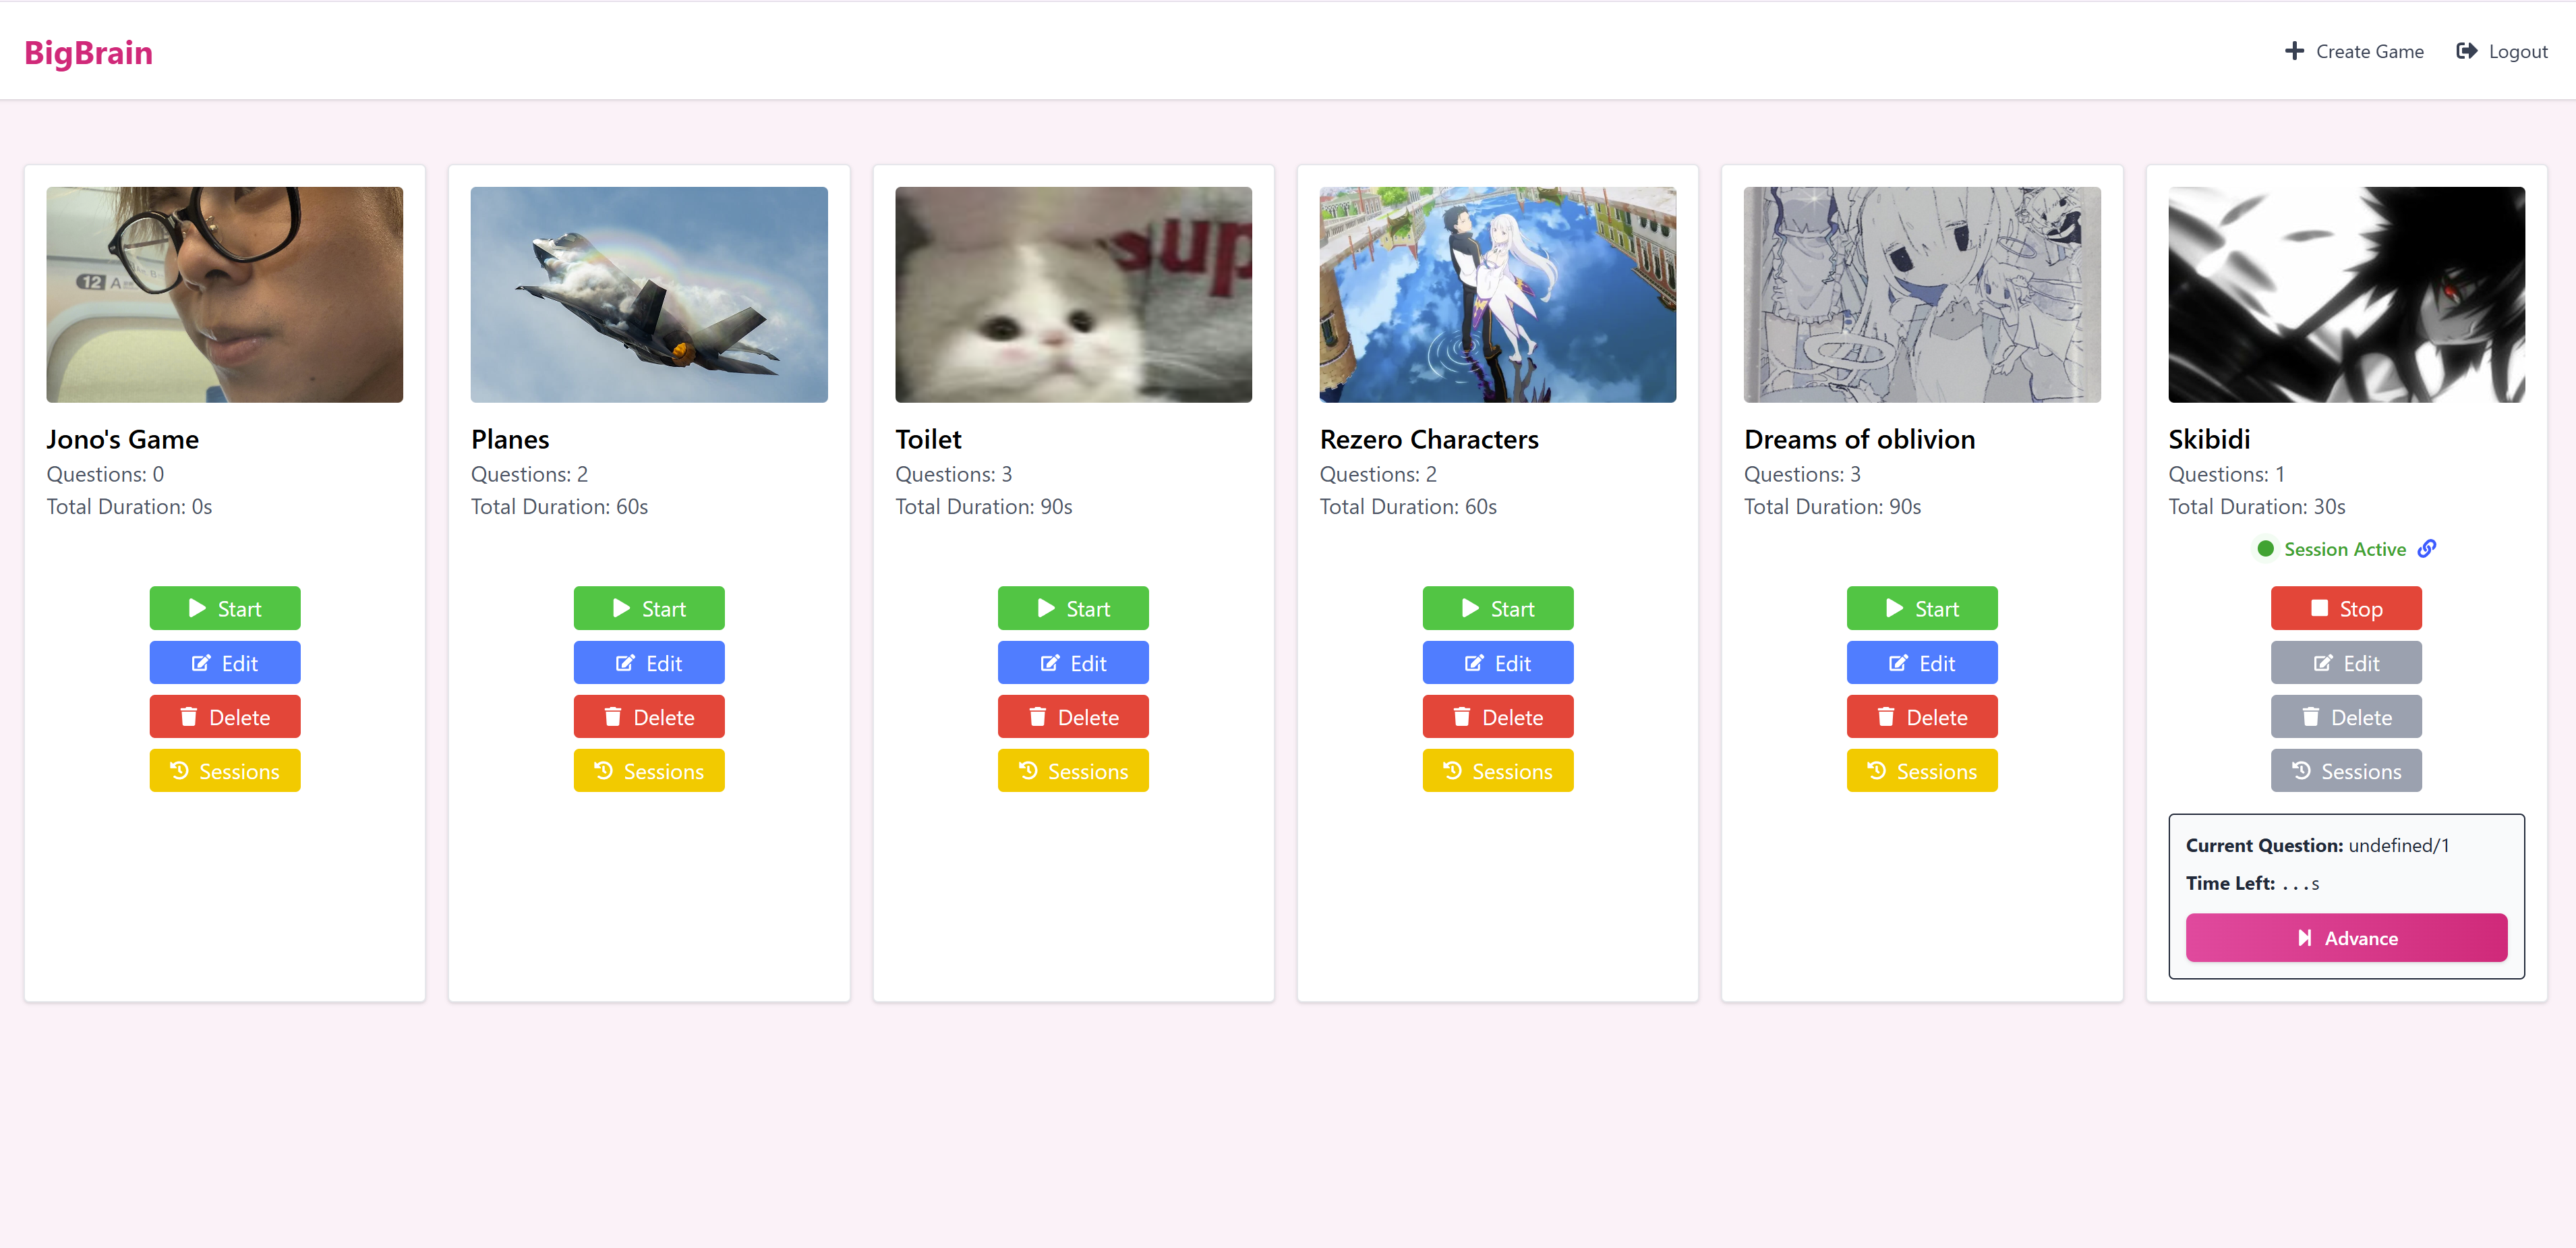 BigBrain
Create Game
Logout
12 A
sup
Jono's Game
Questions: 0
Total Duration: 0s
Start
Edit
Delete
Sessions
Planes
Questions: 2
Total Duration: 60s
Start
Edit
Delete
Sessions
Toilet
Questions: 3
Total Duration: 90s
Start
Edit
Delete
Sessions
Rezero Characters
Questions: 2
Total Duration: 60s
Start
Edit
Delete
Sessions
Dreams of oblivion
Questions: 3
Total Duration: 90s
Start
Edit
Delete
Sessions
Skibidi
Questions: 1
Total Duration: 30s
Session Active
Stop
Edit
Delete
Sessions
Current Question: undefined/1
Time Left: ...s
Advance